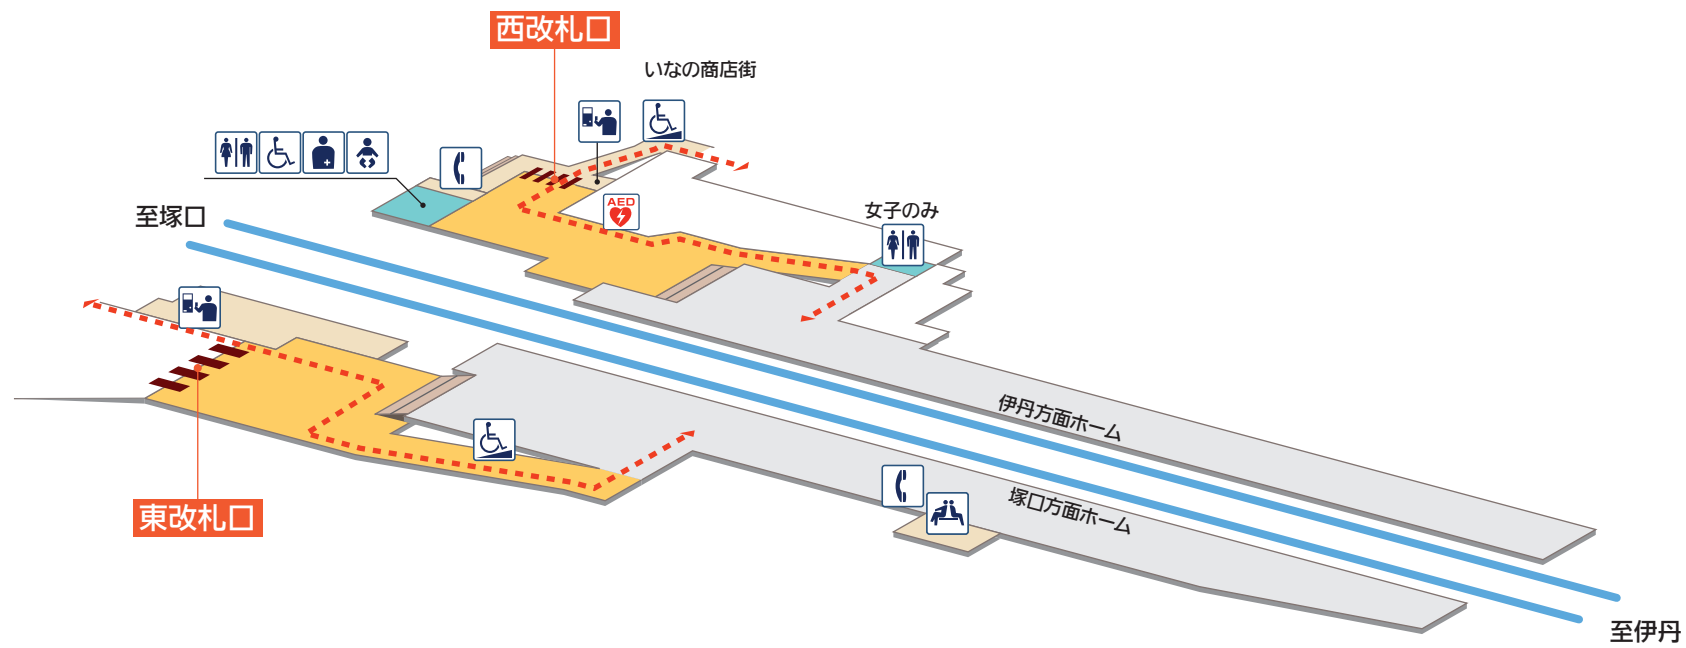 西改札口
いなの商店街
AED
女子のみ
至塚口
伊丹方面ホーム
塚口方面ホーム
東改札口
至伊丹